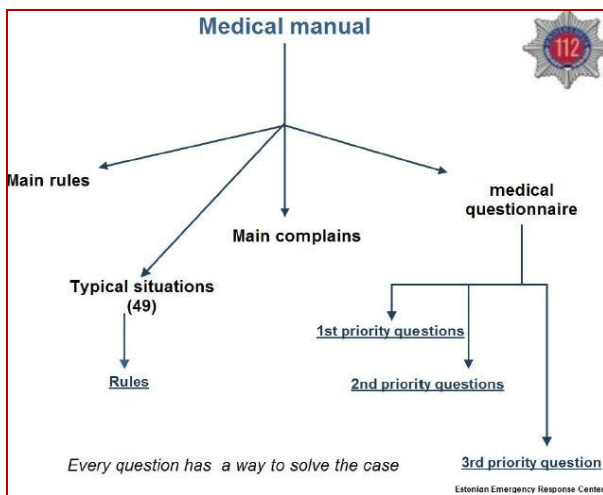 Medical manual
112
Main rules
medical
questionnaire
Main complains
Typical situations
(49)
1st priority questions
Rules
2nd priority questions
Every question has a way to solve the case
3rd priority question
Estonian Emergency Response Center